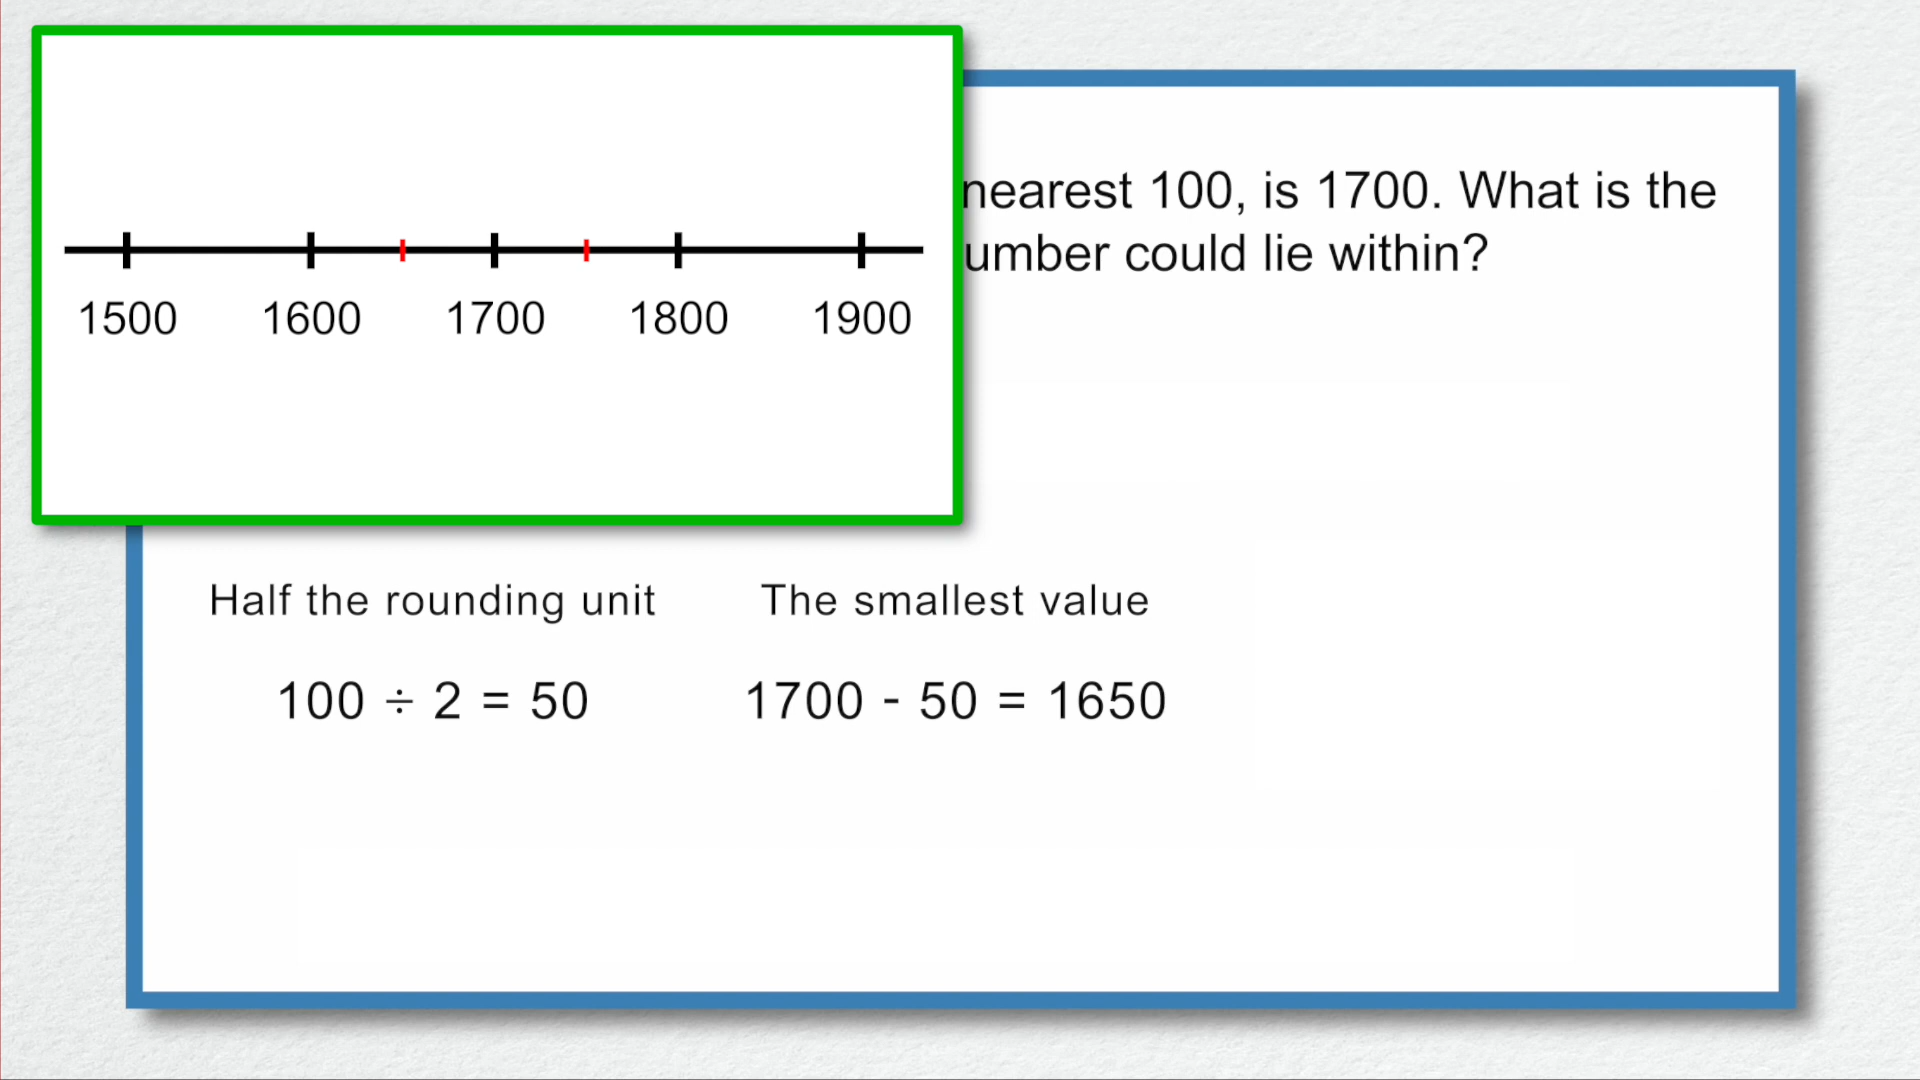 1500 1600 1700 1800 1900
nearest 100, is 1700. What is the
could lie within?
Half the rounding unit
100 ÷ 2 = 50
The smallest value
1700 - 50 = 1650